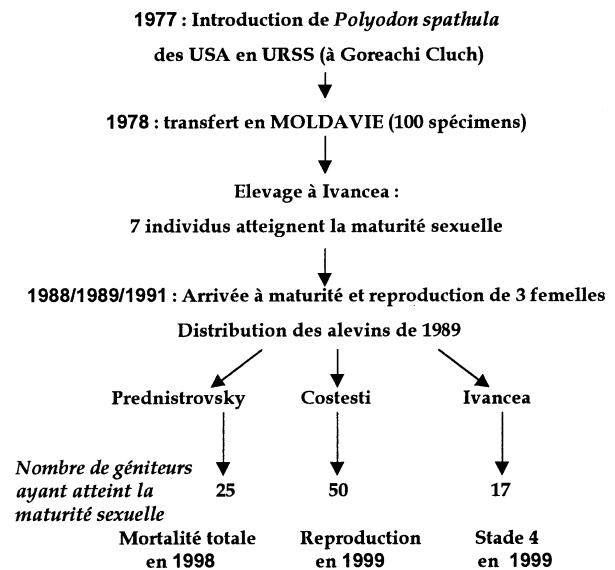 1977 : Introduction de Polyodon spathula
des USA en URSS (à Goreachi Cluch)
1978 : transfert en MOLDAVIE (100 spécimens)
Elevage à Ivancea :
7 individus atteignent la maturité sexuelle
1988/1989/1991 : Arrivée à maturité et reproduction de 3 femelles
Distribution des alevins de 1989
Prednistrovsky Costesti Ivancea
Nombre de géniteurs
ayant atteint la 25 50 17
maturité sexuelle
Mortalité totale Reproduction Stade 4
en 1998 en 1999 en 1999